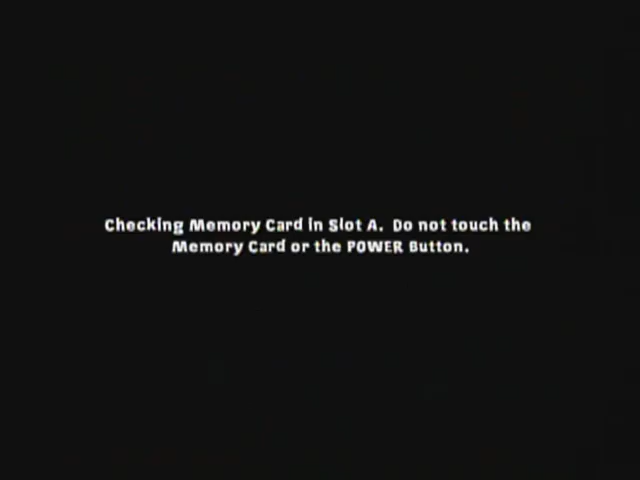 Checking Memory Card in Slot A.  Do not touch the
Memory Card or the POWER Button.